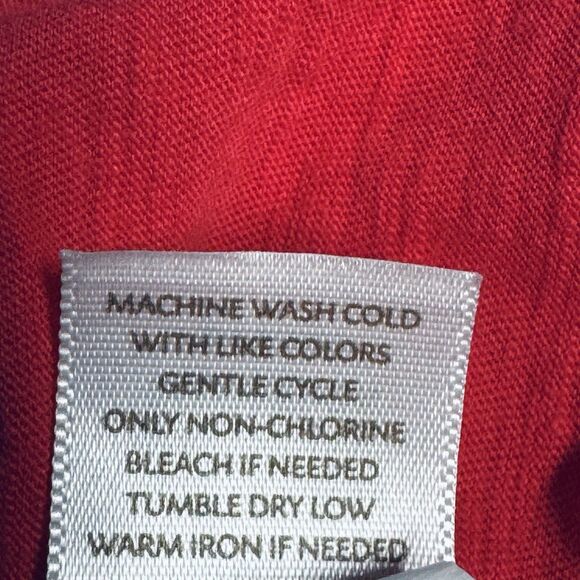 MACHINE WASH COLD
WITH LIKE COLORS
GENTLE CYCLE
ONLY NON-CHLORINE
BLEACH IF NEEDED
TUMBLE DRY LOW
WARM IRON IF NEEDED